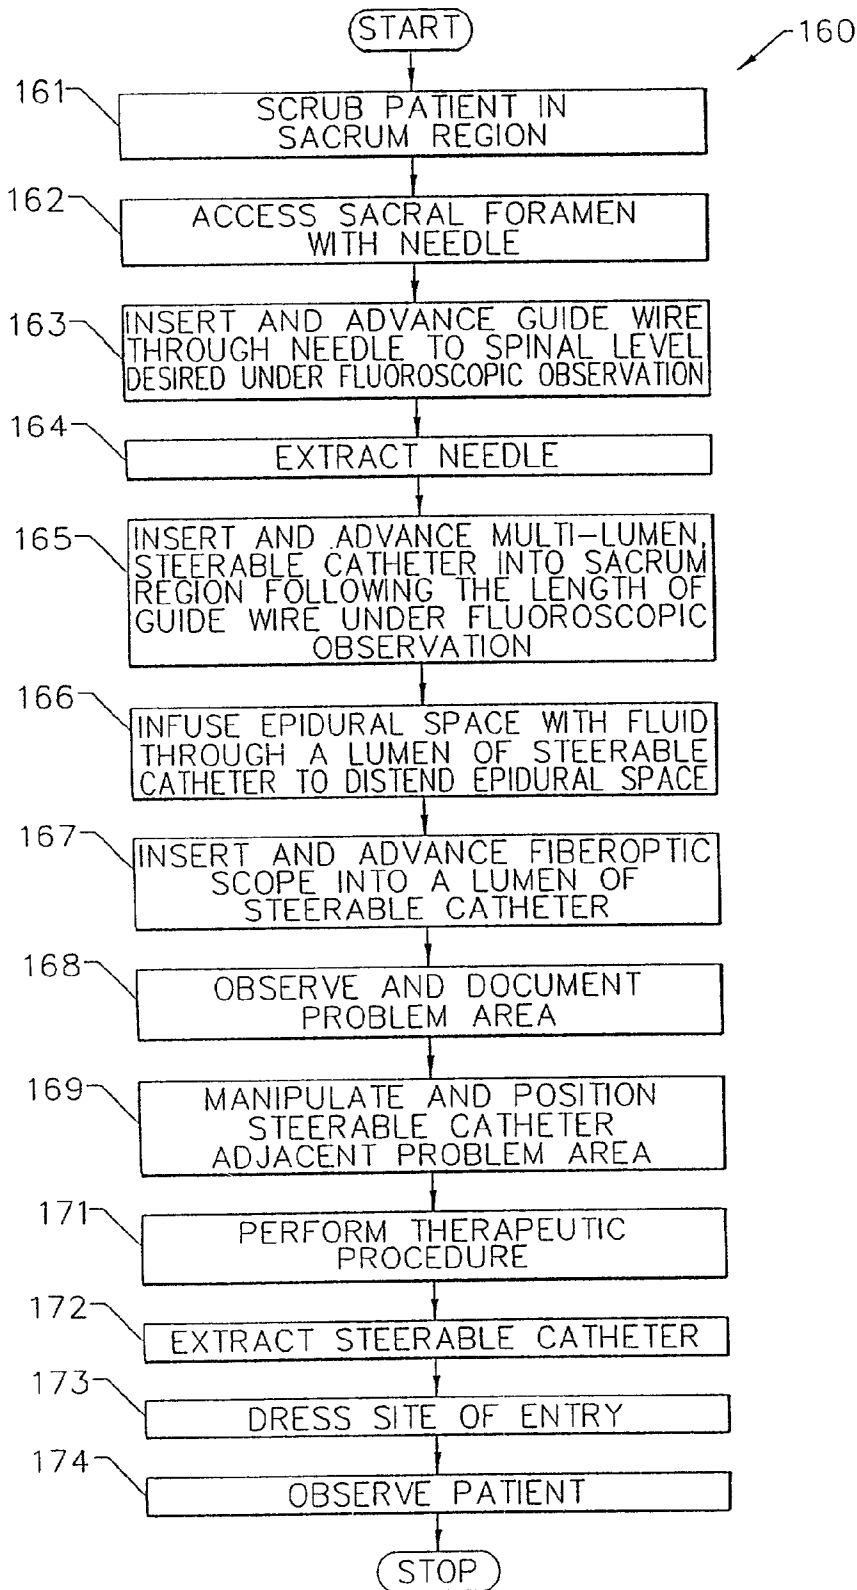 START
160
161
SCRUB PATIENT IN
SACRUM REGION
162
ACCESS SACRAL FORAMEN
WITH NEEDLE
163
INSERT AND ADVANCE GUIDE WIRE
THROUGH NEEDLE TO SPINAL LEVEL
DESIRED UNDER FLUOROSCOPIC OBSERVATION
164
EXTRACT NEEDLE
165
INSERT AND ADVANCE MULTI-LUMEN,
STEERABLE CATHETER INTO SACRUM
REGION FOLLOWING THE LENGTH OF
GUIDE WIRE UNDER FLUOROSCOPIC
OBSERVATION
166
INFUSE EPIDURAL SPACE WITH FLUID
THROUGH A LUMEN OF STEERABLE
CATHETER TO DISTEND EPIDURAL SPACE
167
INSERT AND ADVANCE FIBEROPTIC
SCOPE INTO A LUMEN OF
STEERABLE CATHETER
168
OBSERVE AND DOCUMENT
PROBLEM AREA
169
MANIPULATE AND POSITION
STEERABLE CATHETER
ADJACENT PROBLEM AREA
171
PERFORM THERAPEUTIC
PROCEDURE
172
EXTRACT STEERABLE CATHETER
173
DRESS SITE OF ENTRY
174
OBSERVE PATIENT
STOP